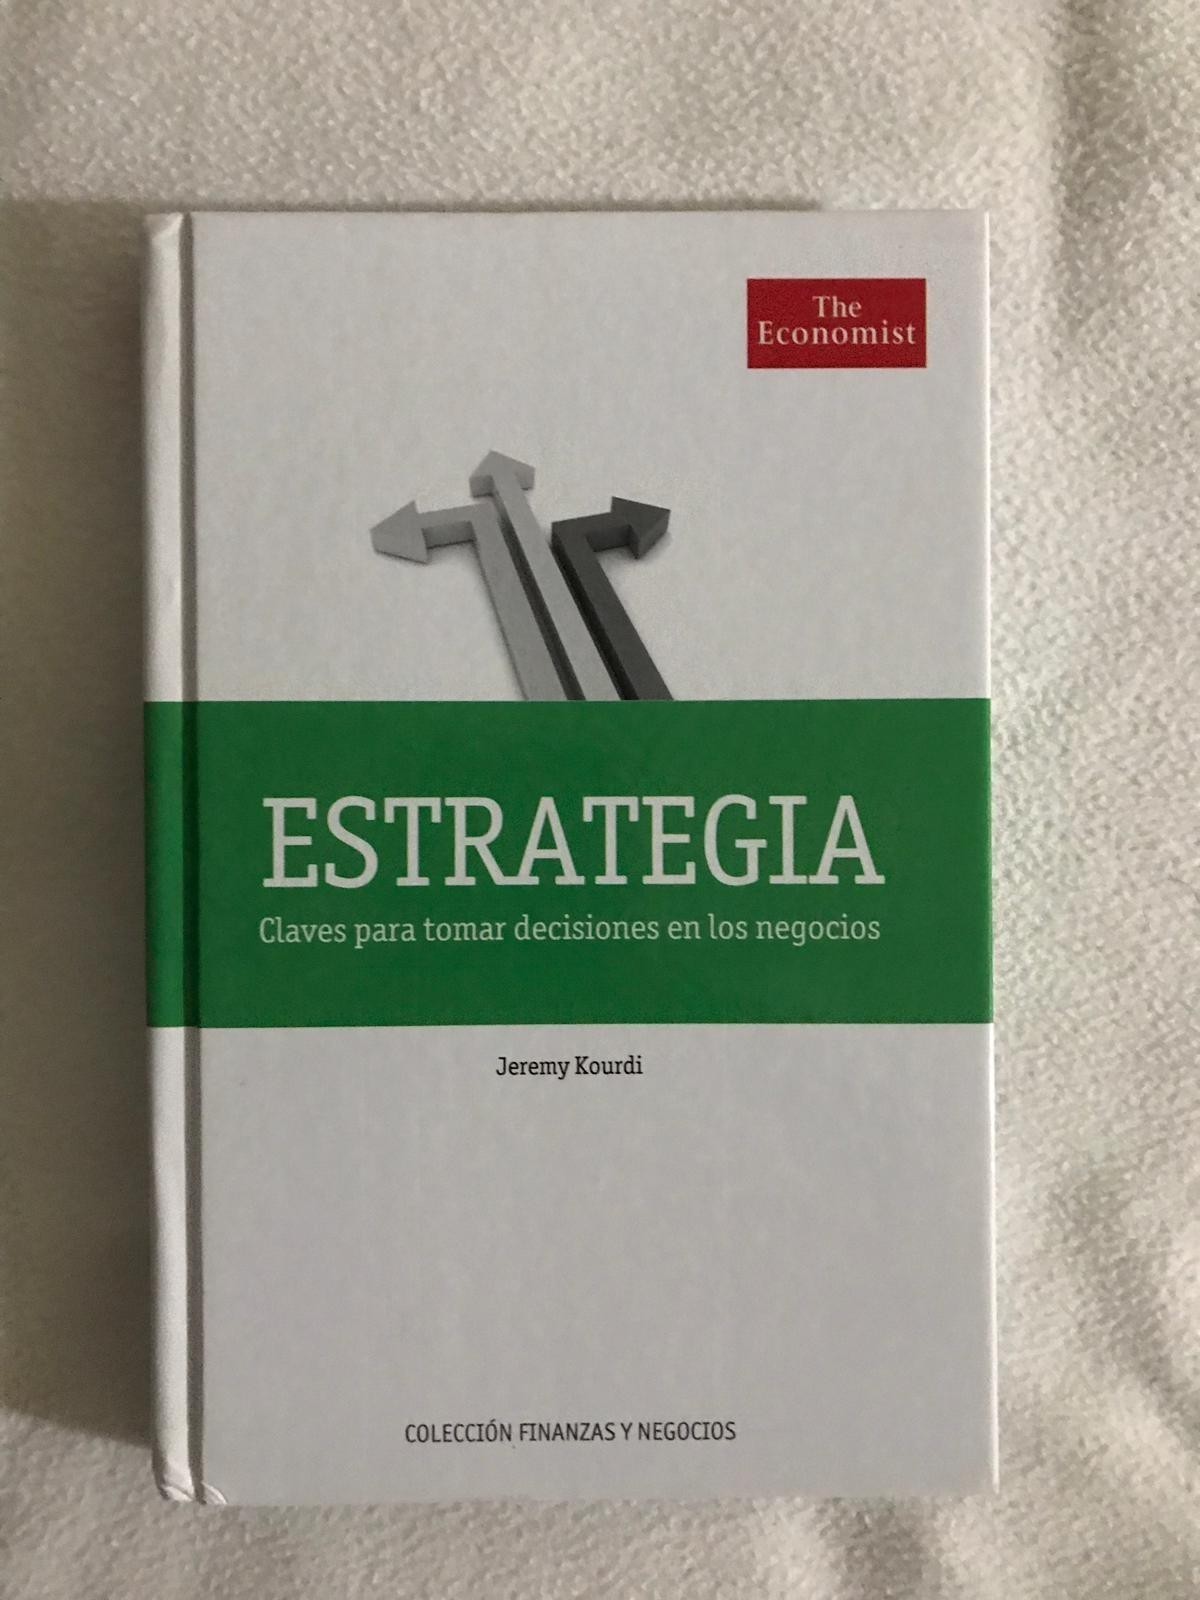 The
Economist
ESTRATEGIA
Claves para tomar decisiones en los negocios
Jeremy Kourdi
COLECCIÓN FINANZAS Y NEGOCIOS